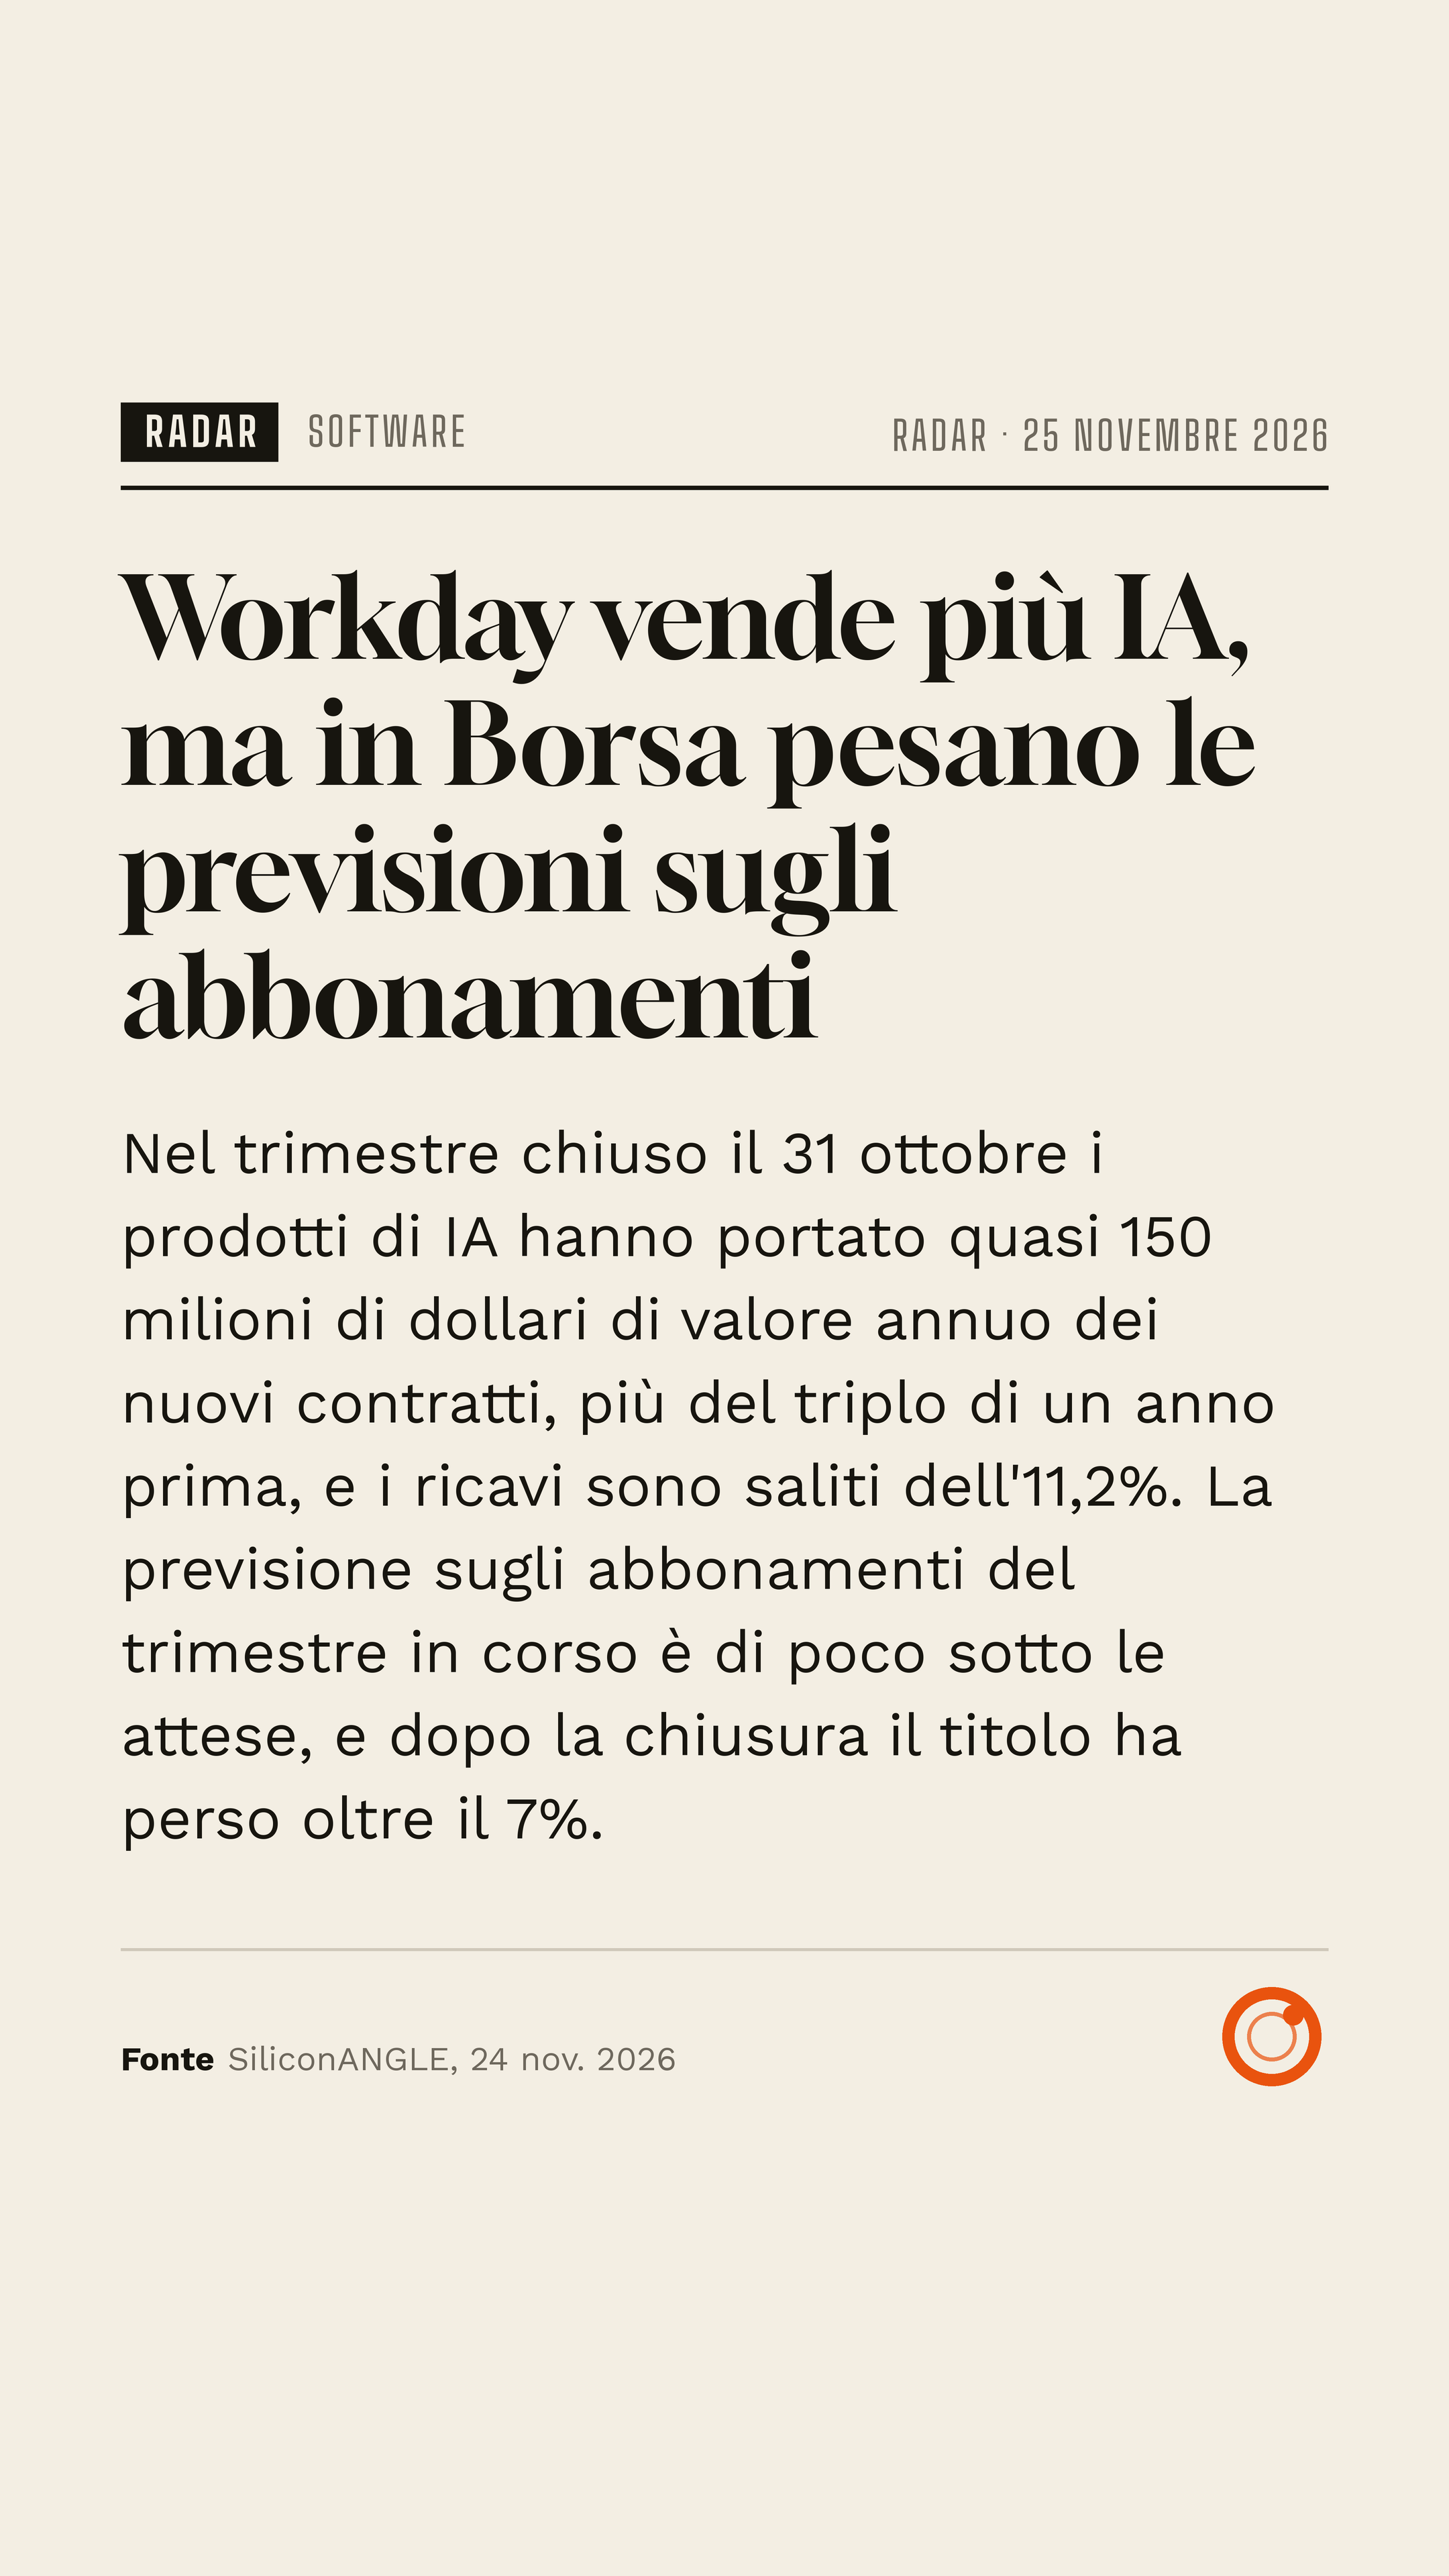 RADAR SOFTWARE RADAR · 25 NOVEMBRE 2026
Workday vende più IA,
ma in Borsa pesano le
previsioni sugli
abbonamenti
Nel trimestre chiuso il 31 ottobre i
prodotti di IA hanno portato quasi 150
milioni di dollari di valore annuo dei
nuovi contratti, più del triplo di un anno
prima, e i ricavi sono saliti dell'11,2%. La
previsione sugli abbonamenti del
trimestre in corso è di poco sotto le
attese, e dopo la chiusura il titolo ha
perso oltre il 7%.
Fonte SiliconANGLE, 24 nov. 2026